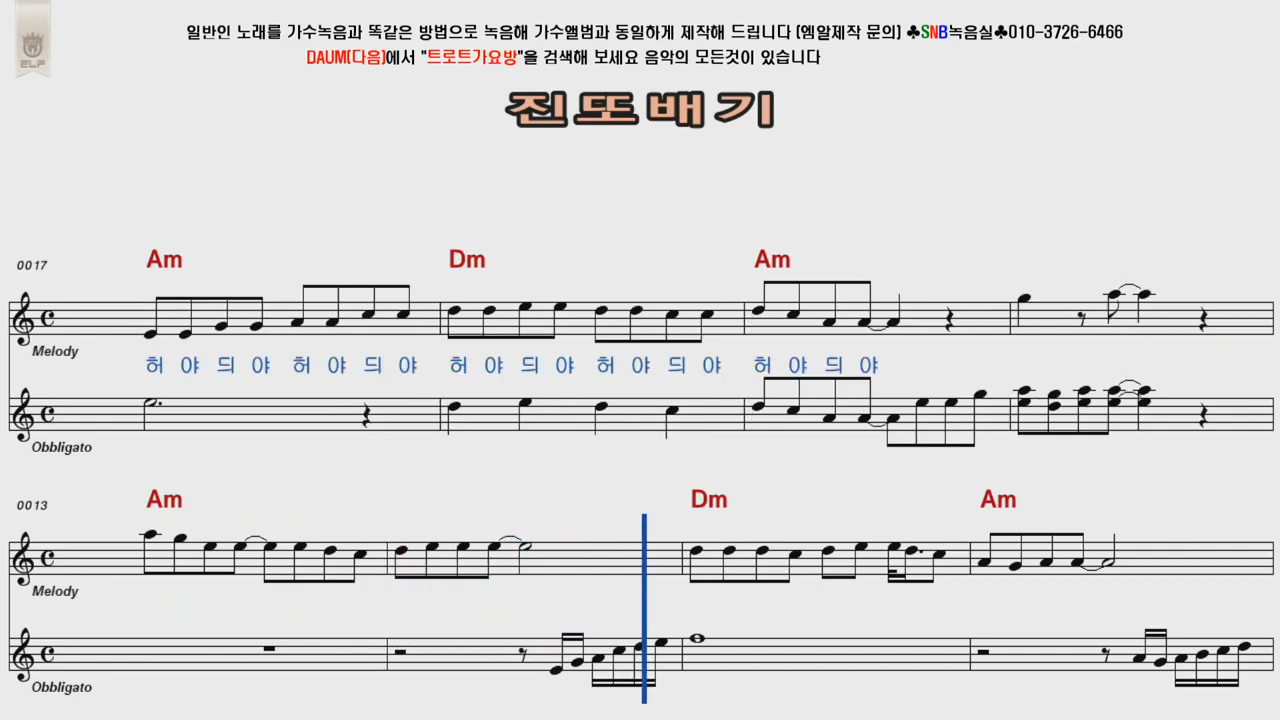 일반인 노래를 가수녹음과 똑같은 방법으로 녹음해 가수앨범과 동일하게 제작해 드립니다 (엠알제작 문의) ♣SNB녹음실♣010-3726-6466
ELF
DAUM(다음)에서 "트로트가요방"을 검색해 보세요 음악의 모든것이 있습니다
진또배기
0017 Am Dm Am
Melody
허 야 듸 야 허 야 듸 야 허 야 듸 야 허 야 듸 야 허 야 듸 야
Obbligato
0013 Am Dm Am
Melody
Obbligato